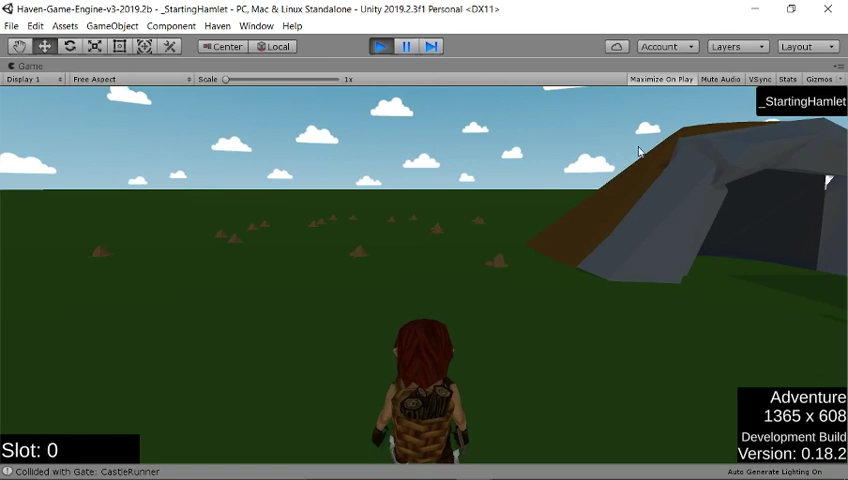 Haven-Game-Engine-v3-2019.2b - _StartingHamlet - PC, Mac & Linux Standalone - Unity 2019.2.3f1 Personal <DX11>
File Edit Assets GameObject Component Haven Window Help
Center Local Account Layers Layout
Game
Display 1 Free Aspect Scale 1x Maximize On Play Mute Audio VSync Stats Gizmos
_StartingHamlet
Adventure
1365 x 608
Development Build
Slot: 0
Version: 0.18.2
Collided with Gate: CastleRunner
Auto Generate Lighting On